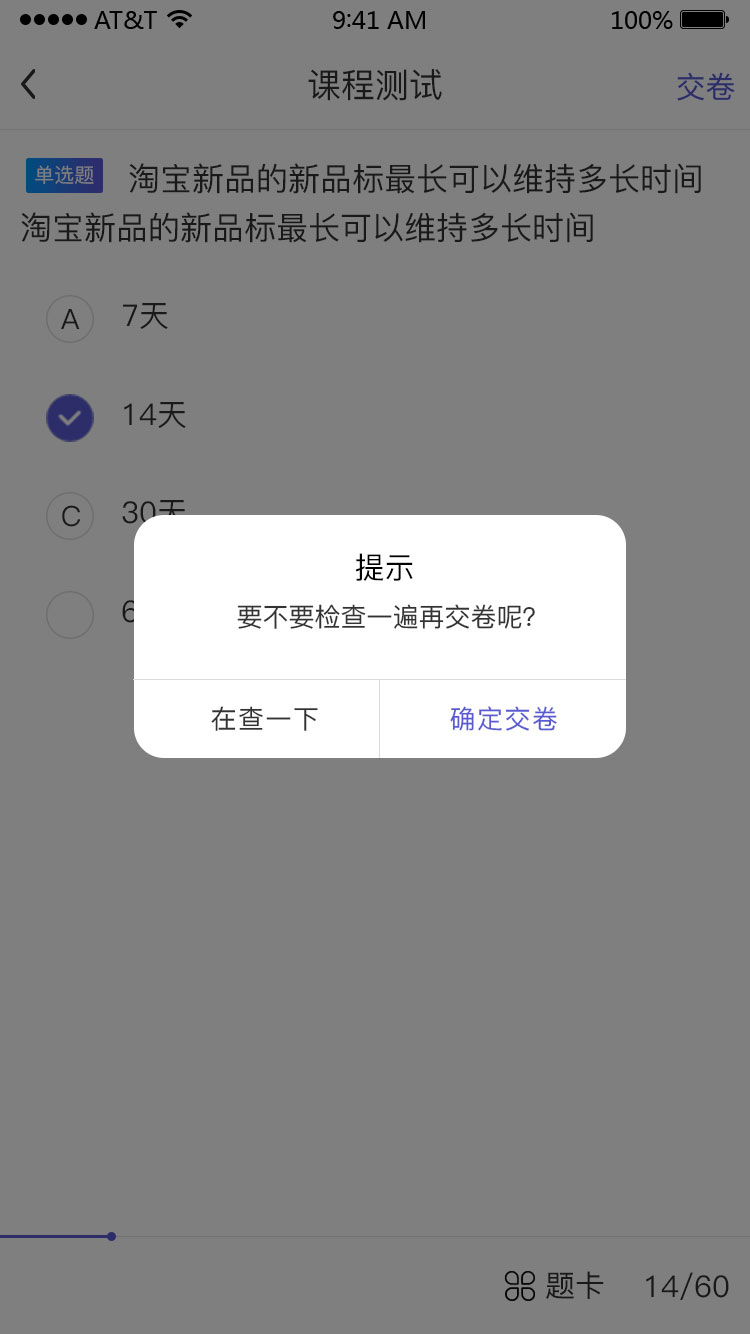 AT&T 9:41 AM 100%
课程测试 交卷
单选题 淘宝新品的新品标最长可以维持多长时间
淘宝新品的新品标最长可以维持多长时间
A 7天
14天
C 30天
6
提示
要不要检查一遍再交卷呢?
在查一下 确定交卷
题卡 14/60